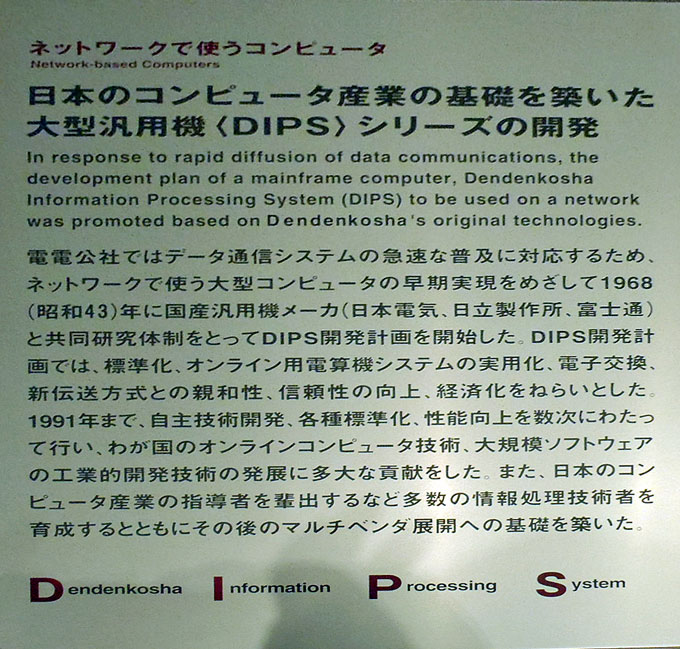 ネットワークで使うコンピュータ
Network-based Computers
日本のコンピュータ産業の基礎を築いた
大型汎用機〈DIPS〉シリーズの開発
In response to rapid diffusion of data communications, the
development plan of a mainframe computer, Dendenkosha
Information Processing System (DIPS) to be used on a network
was promoted based on Dendenkosha's original technologies.
電電公社ではデータ通信システムの急速な普及に対応するため、
ネットワークで使う大型コンピュータの早期実現をめざして1968
(昭和43)年に国産汎用機メーカ(日本電気、日立製作所、富士通)
と共同研究体制をとってDIPS開発計画を開始した。DIPS開発計
画では、標準化、オンライン用電算機システムの実用化、電子交換、
新伝送方式との親和性、信頼性の向上、経済化をねらいとした。
1991年まで、自主技術開発、各種標準化、性能向上を数次にわたっ
て行い、わが国のオンラインコンピュータ技術、大規模ソフトウェア
の工業的開発技術の発展に多大な貢献をした。また、日本のコン
ピュータ産業の指導者を輩出するなど多数の情報処理技術者を
育成するとともにその後のマルチベンダ展開への基礎を築いた。
Dendenkosha Information Processing System